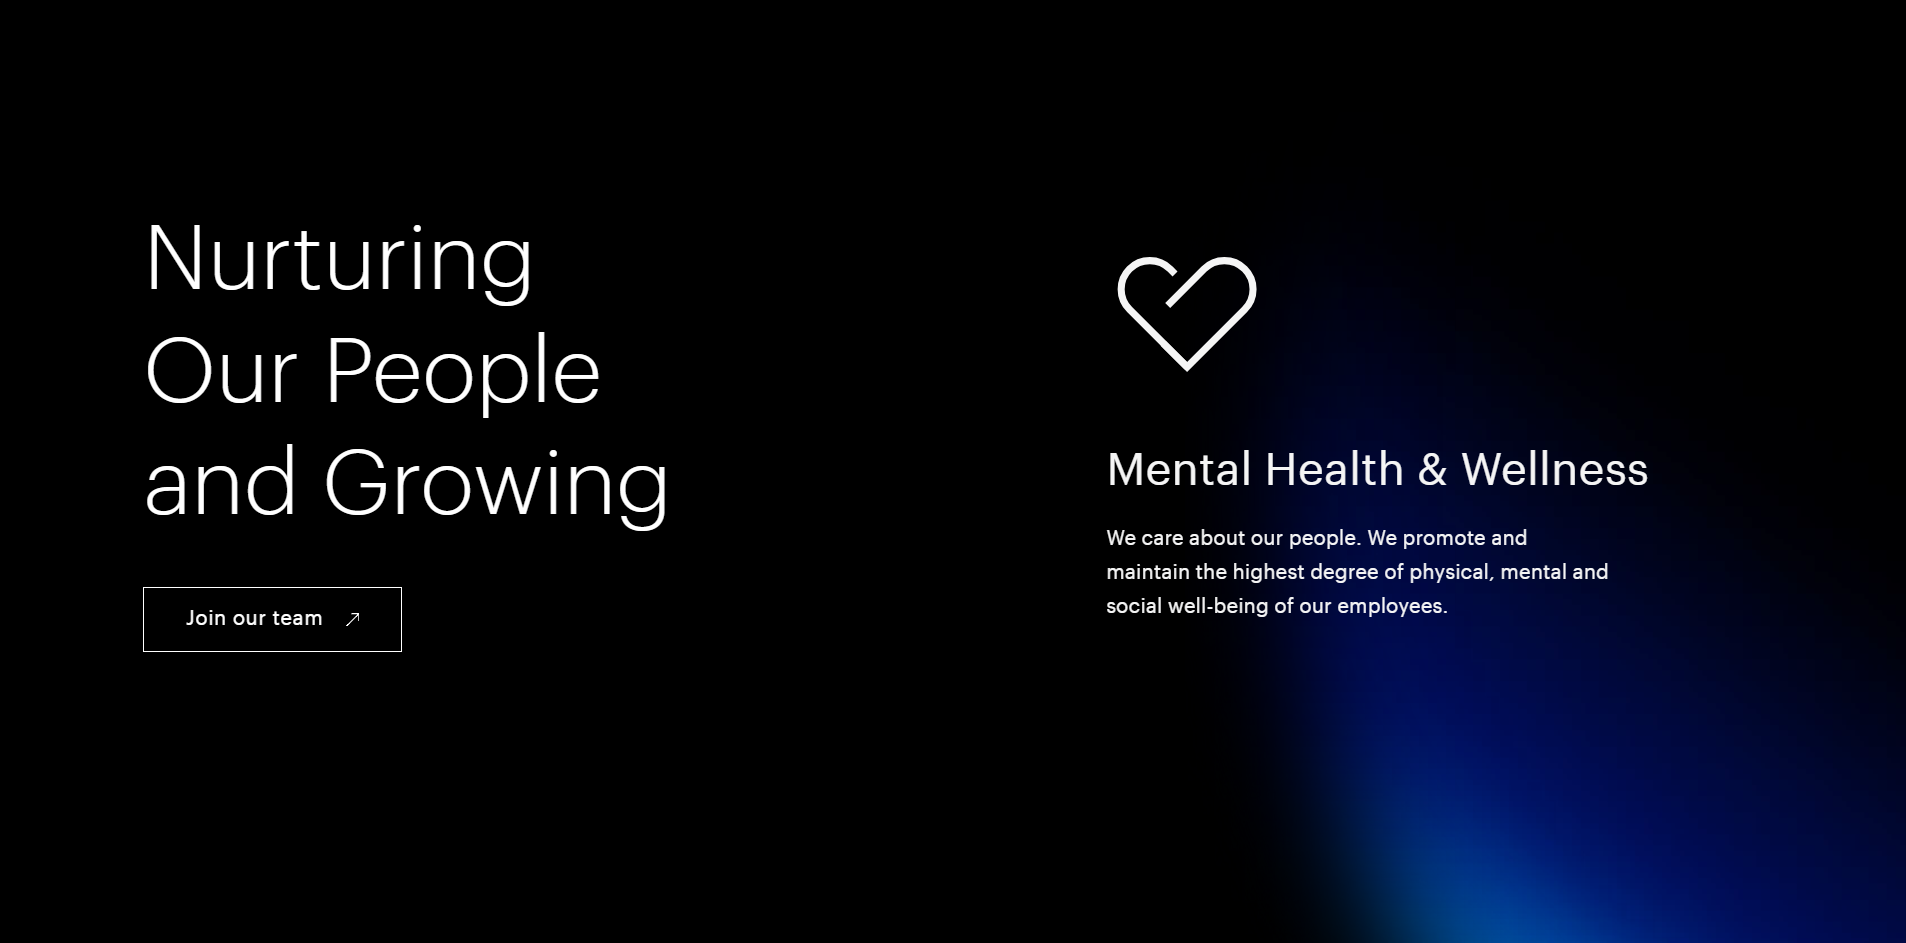 Nurturing
Our People
and Growing
Join our team
Mental Health & Wellness
We care about our people. We promote and
maintain the highest degree of physical, mental and
social well-being of our employees.